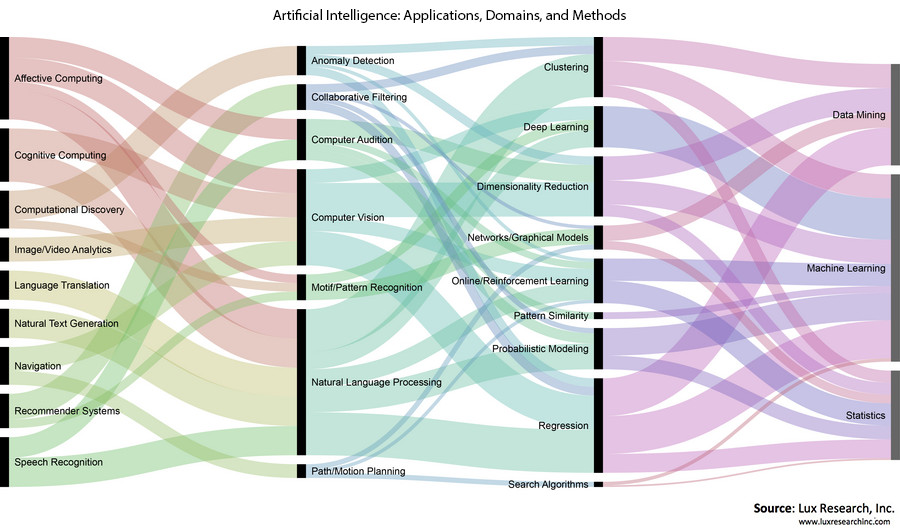 Artificial Intelligence: Applications, Domains, and Methods
Affective Computing
Cognitive Computing
Computational Discovery
Image/Video Analytics
Language Translation
Natural Text Generation
Navigation
Recommender Systems
Speech Recognition
Anomaly Detection
Collaborative Filtering
Computer Audition
Computer Vision
Motif/Pattern Recognition
Natural Language Processing
Path/Motion Planning
Clustering
Deep Learning
Dimensionality Reduction
Networks/Graphical Models
Online/Reinforcement Learning
Pattern Similarity
Probabilistic Modeling
Regression
Search Algorithms
Data Mining
Machine Learning
Statistics
Source: Lux Research, Inc.
www.luxresearchinc.com